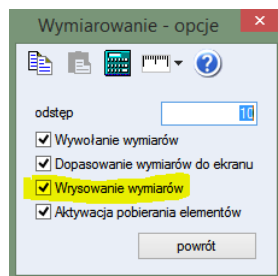 Wymiarowanie - opcje
odstęp 10
Wywołanie wymiarów
Dopasowanie wymiarów do ekranu
Wrysowanie wymiarów
Aktywacja pobierania elementów
powrót